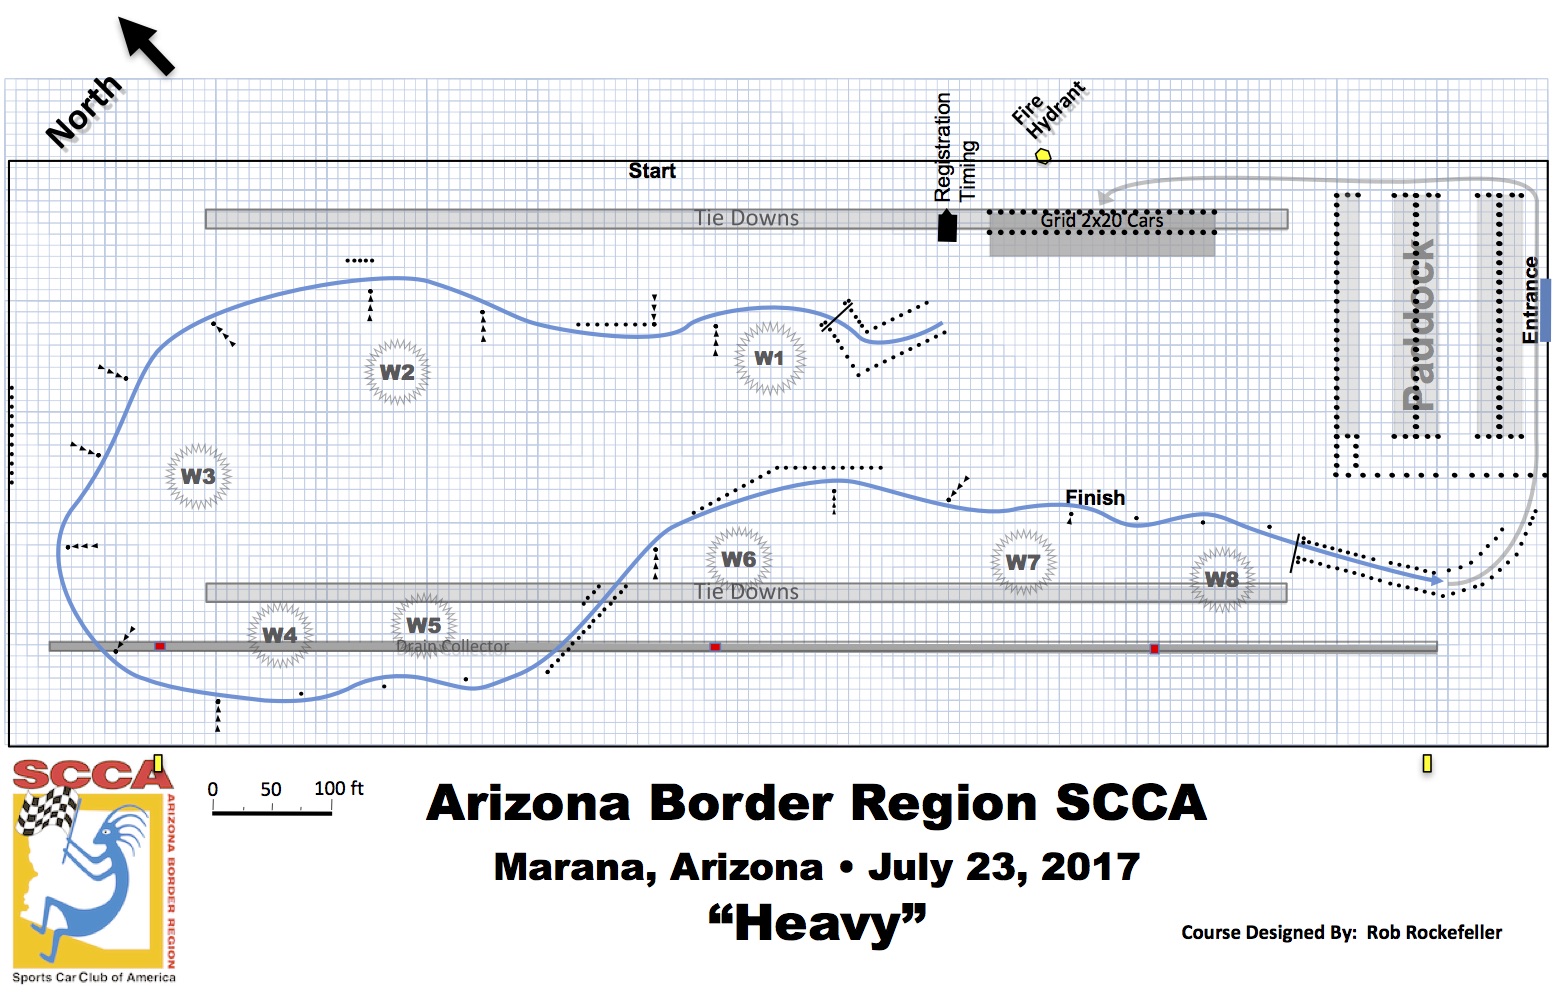 North
Start
Registration
Timing
Fire
Hydrant
Tie Downs
Grid 2x20 Cars
Paddock
Entrance
W1
W2
W3
Finish
W6
W7
W8
Tie Downs
W4
W5
Drain Collector
SCCA
ARIZONA BORDER REGION
Sports Car Club of America
0 50 100 ft
Arizona Border Region SCCA
Marana, Arizona • July 23, 2017
“Heavy”
Course Designed By: Rob Rockefeller